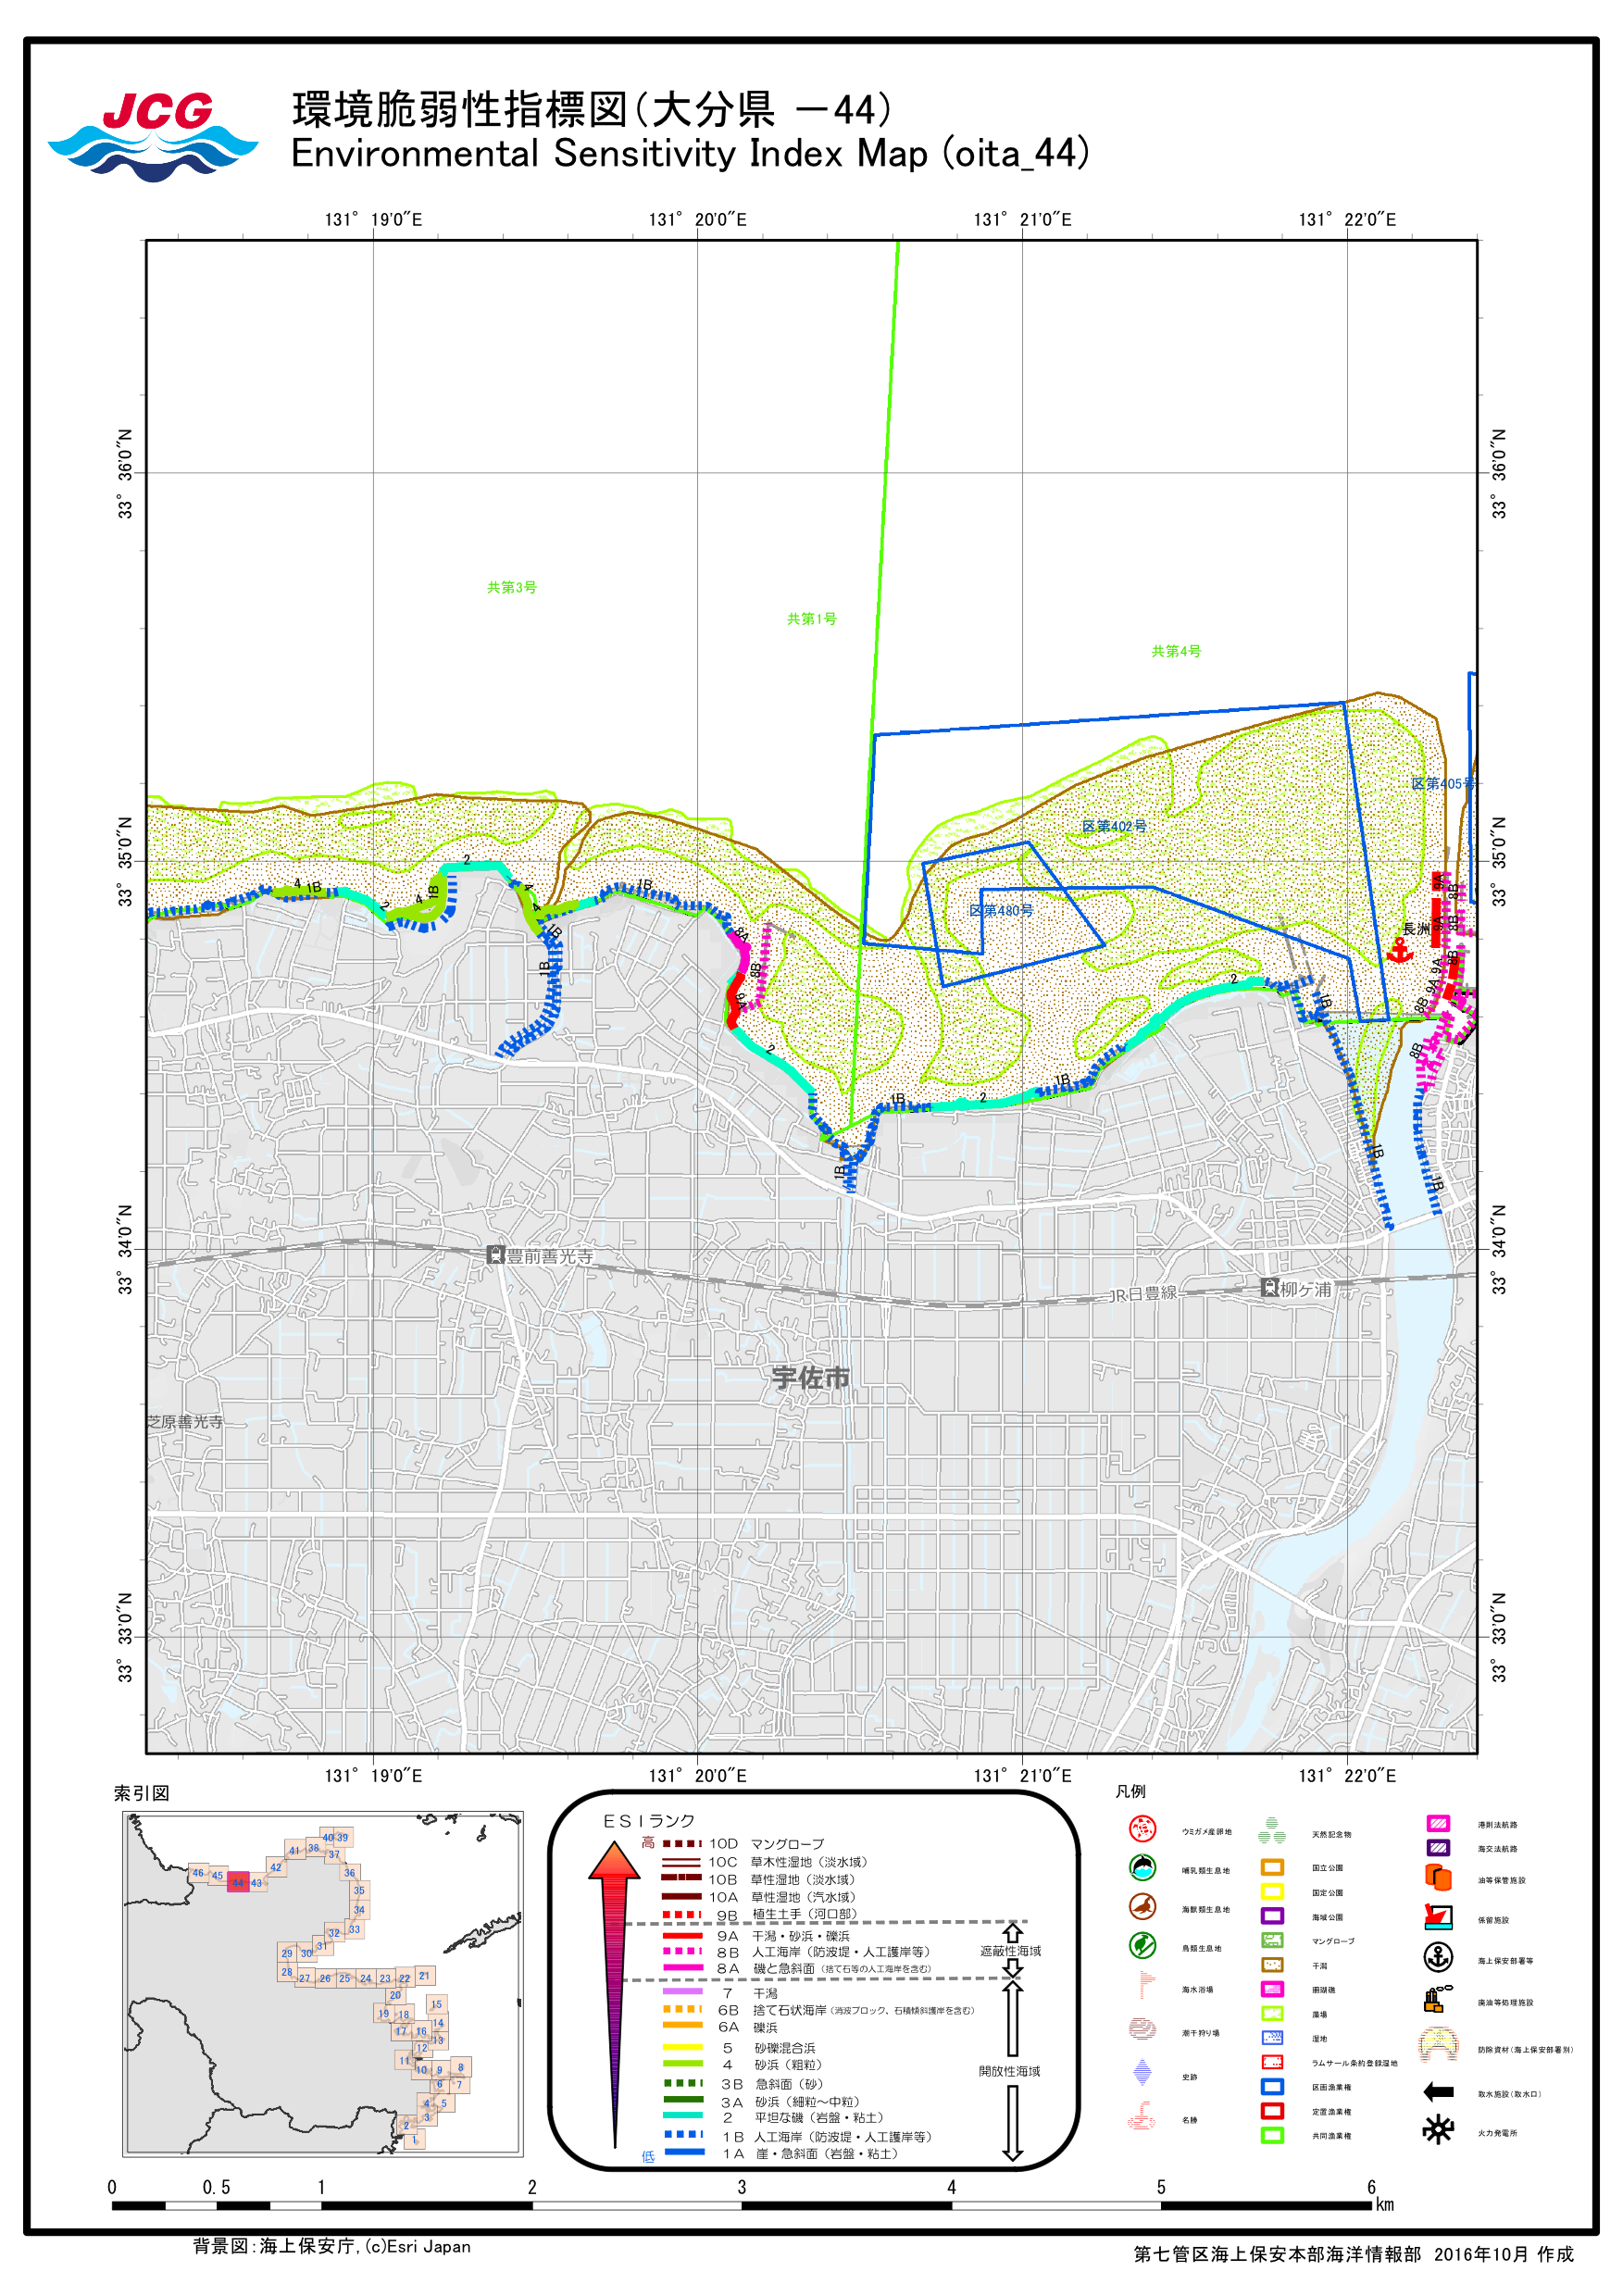 JCG
環境脆弱性指標図(大分県 －44)
Environmental Sensitivity Index Map (oita_44)
131° 19'0"E
131° 20'0"E
131° 21'0"E
131° 22'0"E
33° 36'0"N
33° 36'0"N
共第3号
共第1号
共第4号
区第405号
区第402号
33° 35'0"N
33° 35'0"N
区第480号
長洲
2
4
1B
4
1B
2
4
4
1B
1B
1B
8A
8B
9A
2
1B
1B
2
1B
2
1B
1B
1B
9A
8B
9A
8B
9A
8B
9A
8B
8B
33° 34'0"N
33° 34'0"N
豊前善光寺
JR日豊線
柳ヶ浦
宇佐市
芝原善光寺
33° 33'0"N
33° 33'0"N
131° 19'0"E
131° 20'0"E
131° 21'0"E
131° 22'0"E
索引図
40 39
41 38 37
46 45 44 43 42
36
35
34
33
32
31
30
29
28
27 26 25 24 23 22 21
20
19 18
15
14
17 16
13
12
11
10 9 8
6 7
4 5
3
2
1
ESIランク
高
10D マングローブ
10C 草木性湿地(淡水域)
10B 草性湿地(淡水域)
10A 草性湿地(汽水域)
9B 植生土手(河口部)
9A 干潟・砂浜・礫浜
8B 人工海岸(防波堤・人工護岸等)
8A 磯と急斜面(捨て石等の人工海岸を含む)
遮蔽性海域
7 干潟
6B 捨て石状海岸(消波ブロック、石積傾斜護岸を含む)
6A 礫浜
5 砂礫混合浜
4 砂浜(粗粒)
3B 急斜面(砂)
3A 砂浜(細粒～中粒)
2 平坦な磯(岩盤・粘土)
1B 人工海岸(防波堤・人工護岸等)
1A 崖・急斜面(岩盤・粘土)
開放性海域
低
凡例
ウミガメ産卵地
哺乳類生息地
海獣類生息地
鳥類生息地
海水浴場
潮干狩り場
史跡
名勝
天然記念物
国立公園
国定公園
海域公園
マングローブ
干潟
珊瑚礁
藻場
湿地
ラムサール条約登録湿地
区画漁業権
定置漁業権
共同漁業権
港則法航路
海交法航路
油等保管施設
保留施設
海上保安部署等
廃油等処理施設
防除資材(海上保安部署別)
取水施設(取水口)
火力発電所
0 0.5 1 2 3 4 5 6 km
背景図:海上保安庁, (c)Esri Japan
第七管区海上保安本部海洋情報部 2016年10月 作成